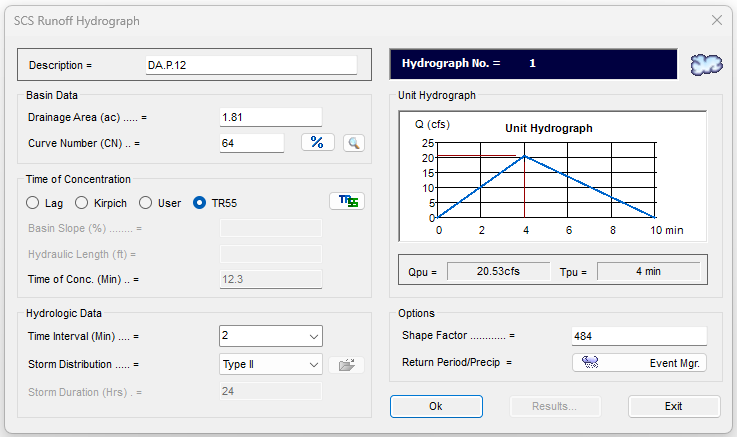 SCS Runoff Hydrograph
Description =
DA.P.12
Hydrograph No. = 1
Basin Data
Drainage Area (ac) ..... =
1.81
Curve Number (CN) .. =
64
%
Time of Concentration
Lag
Kirpich
User
TR55
TR55
Basin Slope (%) ........ =
Hydraulic Length (ft) =
Time of Conc. (Min) .. =
12.3
Hydrologic Data
Time Interval (Min) .... =
2
Storm Distribution ..... =
Type II
Storm Duration (Hrs) . =
24
Unit Hydrograph
Q (cfs)
Unit Hydrograph
25
20
15
10
5
0
0 2 4 6 8 10 min
Qpu =
20.53cfs
Tpu =
4 min
Options
Shape Factor ............ =
484
Return Period/Precip =
Event Mgr.
Ok
Results...
Exit